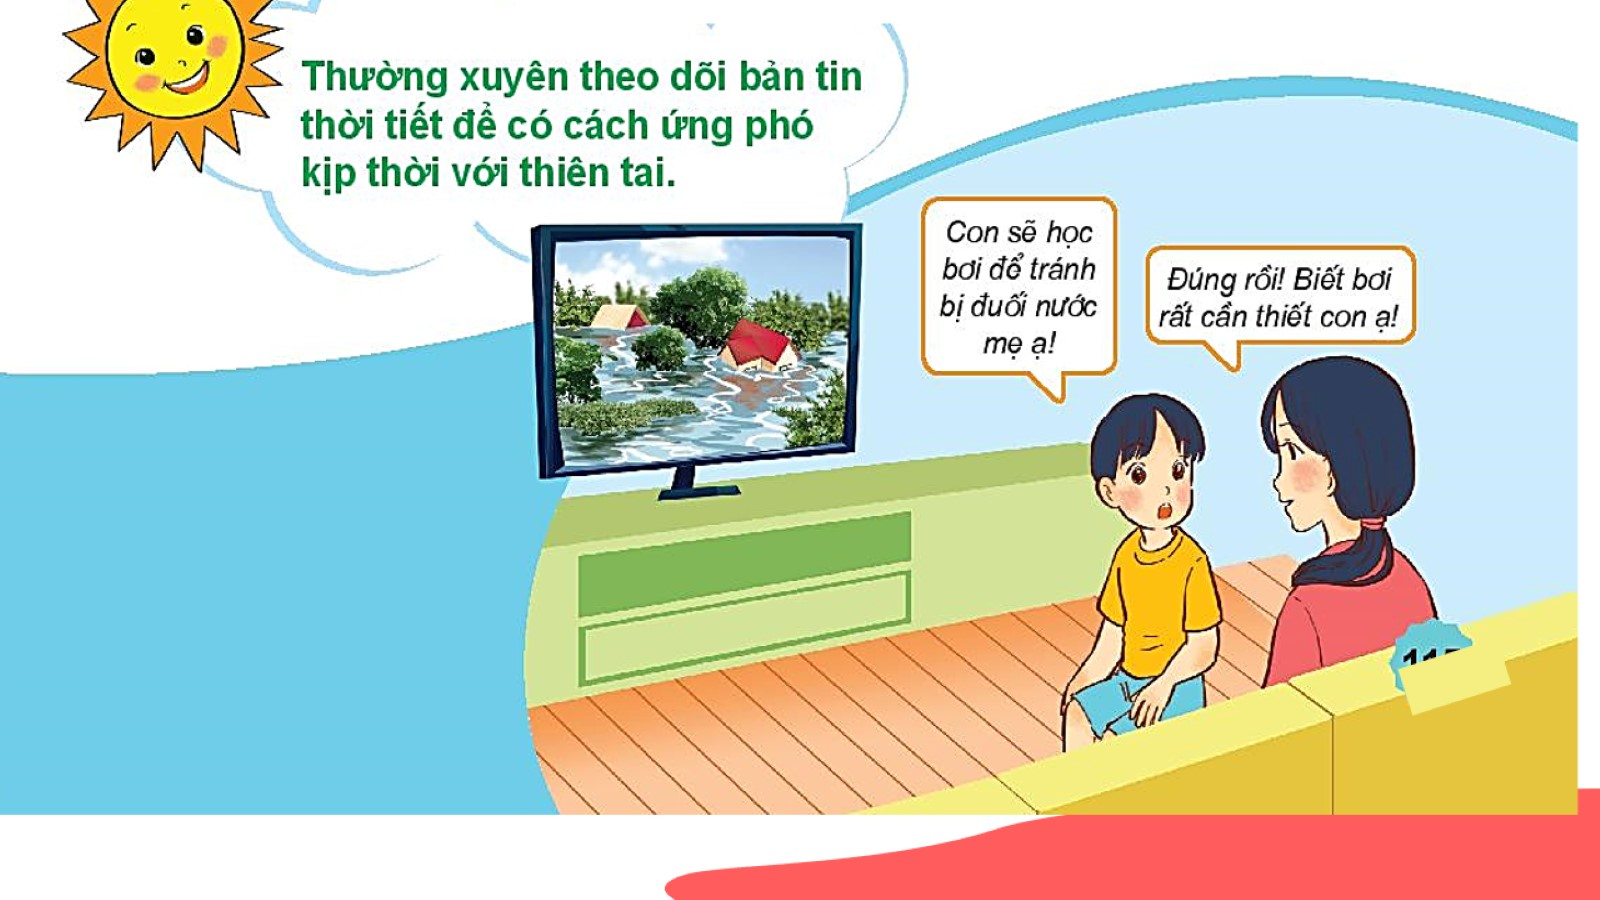 Thường xuyên theo dõi bản tin
thời tiết để có cách ứng phó
kịp thời với thiên tai.
Con sẽ học
bơi để tránh
bị đuối nước
mẹ ạ!
Đúng rồi! Biết bơi
rất cần thiết con ạ!